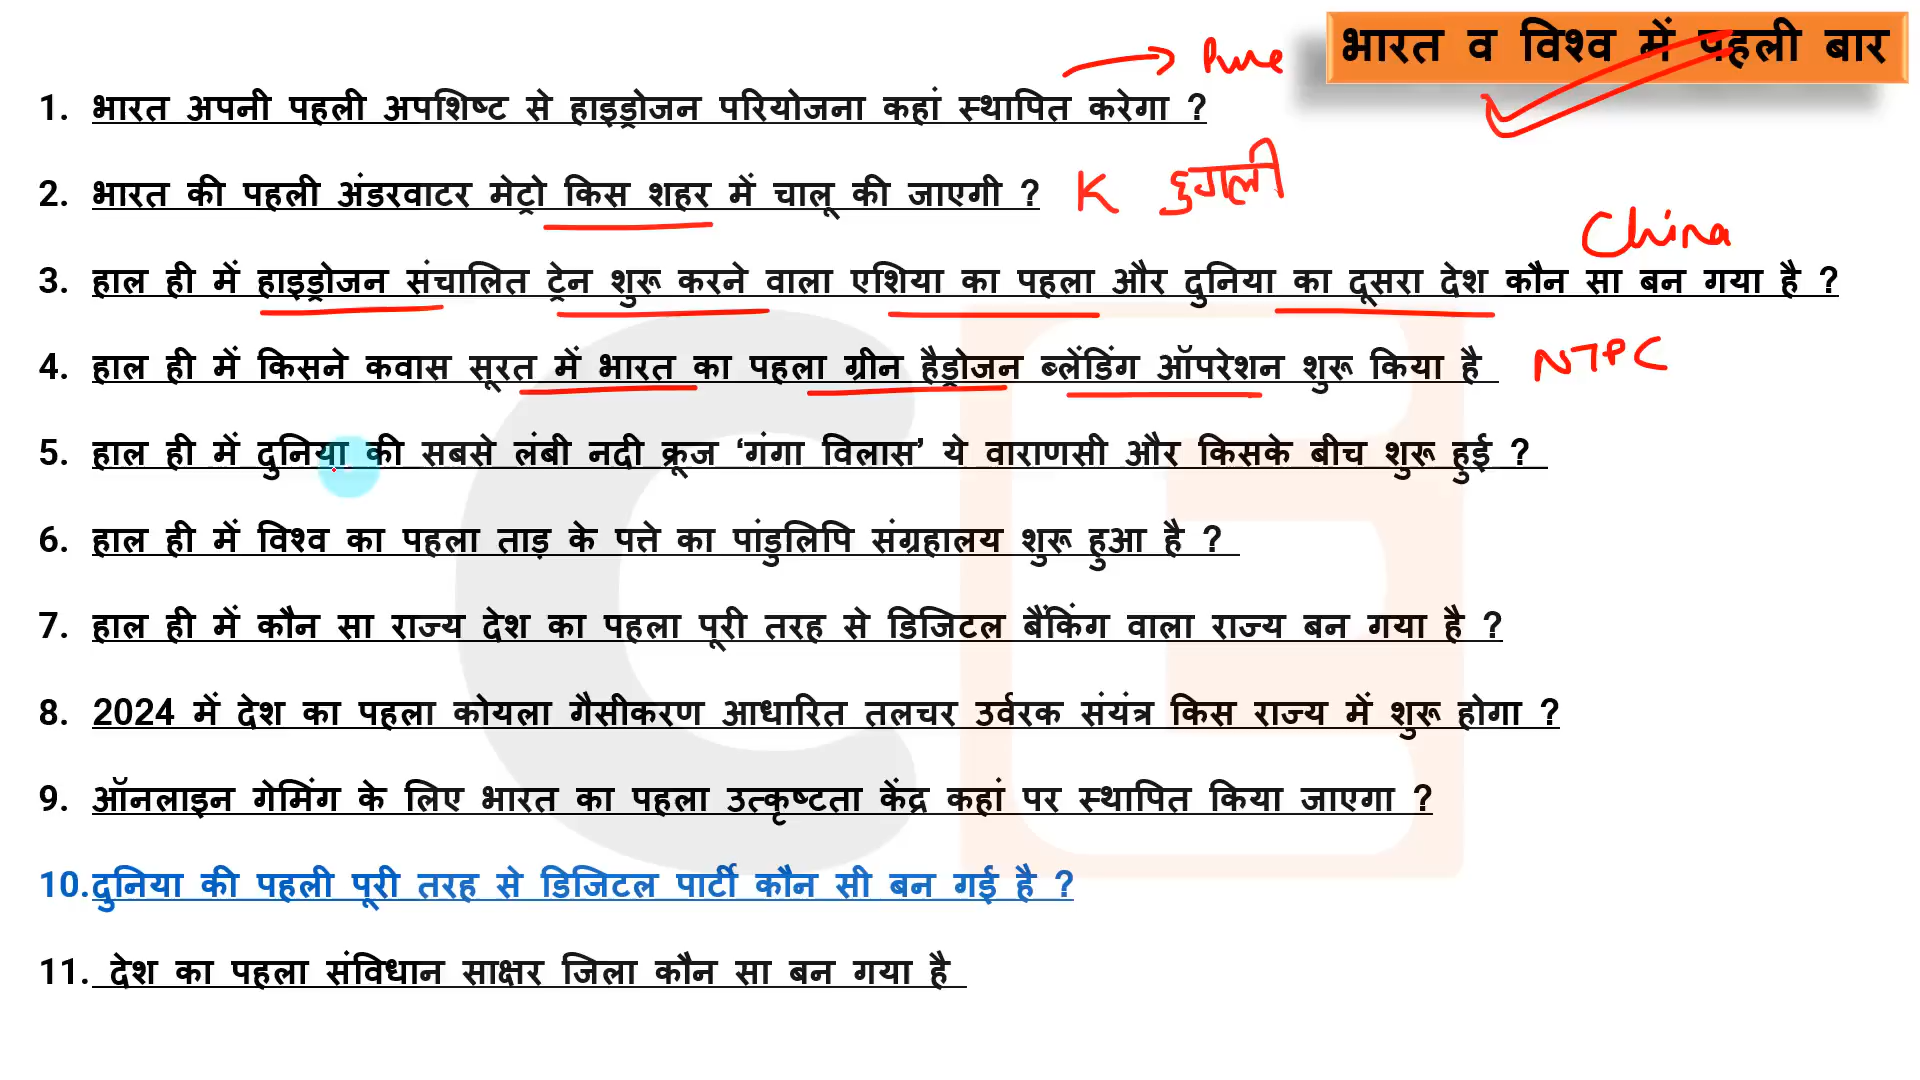 भारत व विश्व में पहली बार
Pune
1. भारत अपनी पहली अपशिष्ट से हाइड्रोजन परियोजना कहां स्थापित करेगा ?
2. भारत की पहली अंडरवाटर मेट्रो किस शहर में चालू की जाएगी ? K हुगली
China
3. हाल ही में हाइड्रोजन संचालित ट्रेन शुरू करने वाला एशिया का पहला और दुनिया का दूसरा देश कौन सा बन गया है ?
4. हाल ही में किसने कवास सूरत में भारत का पहला ग्रीन हैड्रोजन ब्लेंडिंग ऑपरेशन शुरू किया है NTPC
5. हाल ही में दुनिया की सबसे लंबी नदी क्रूज ‘गंगा विलास’ ये वाराणसी और किसके बीच शुरू हुई ?
6. हाल ही में विश्व का पहला ताड़ के पत्ते का पांडुलिपि संग्रहालय शुरू हुआ है ?
7. हाल ही में कौन सा राज्य देश का पहला पूरी तरह से डिजिटल बैंकिंग वाला राज्य बन गया है ?
8. 2024 में देश का पहला कोयला गैसीकरण आधारित तलचर उर्वरक संयंत्र किस राज्य में शुरू होगा ?
9. ऑनलाइन गेमिंग के लिए भारत का पहला उत्कृष्टता केंद्र कहां पर स्थापित किया जाएगा ?
10. दुनिया की पहली पूरी तरह से डिजिटल पार्टी कौन सी बन गई है ?
11. देश का पहला संविधान साक्षर जिला कौन सा बन गया है